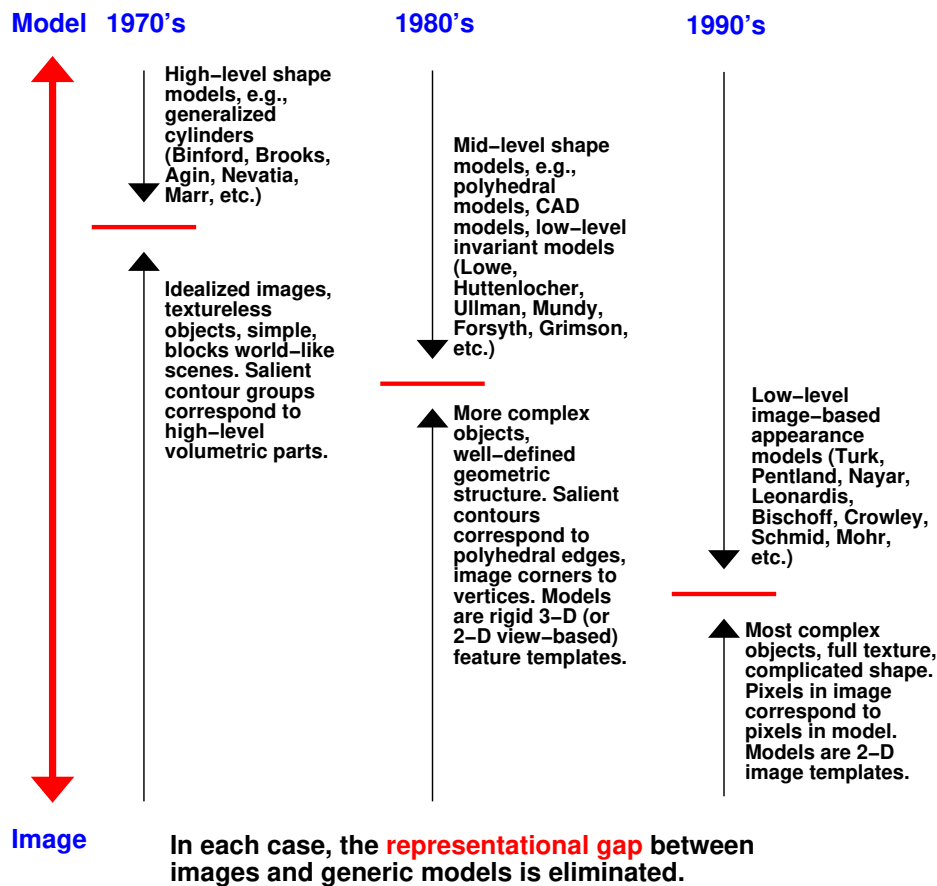 Model 1970's 1980's 1990's
High–level shape
models, e.g.,
generalized
cylinders
(Binford, Brooks,
Agin, Nevatia,
Marr, etc.)
Idealized images,
textureless
objects, simple,
blocks world–like
scenes. Salient
contour groups
correspond to
high–level
volumetric parts.
Mid–level shape
models, e.g.,
polyhedral
models, CAD
models, low–level
invariant models
(Lowe,
Huttenlocher,
Ullman, Mundy,
Forsyth, Grimson,
etc.)
More complex
objects,
well–defined
geometric
structure. Salient
contours
correspond to
polyhedral edges,
image corners to
vertices. Models
are rigid 3–D (or
2–D view–based)
feature templates.
Low–level
image–based
appearance
models (Turk,
Pentland, Nayar,
Leonardis,
Bischoff, Crowley,
Schmid, Mohr,
etc.)
Most complex
objects, full texture,
complicated shape.
Pixels in image
correspond to
pixels in model.
Models are 2–D
image templates.
Image
In each case, the representational gap between
images and generic models is eliminated.